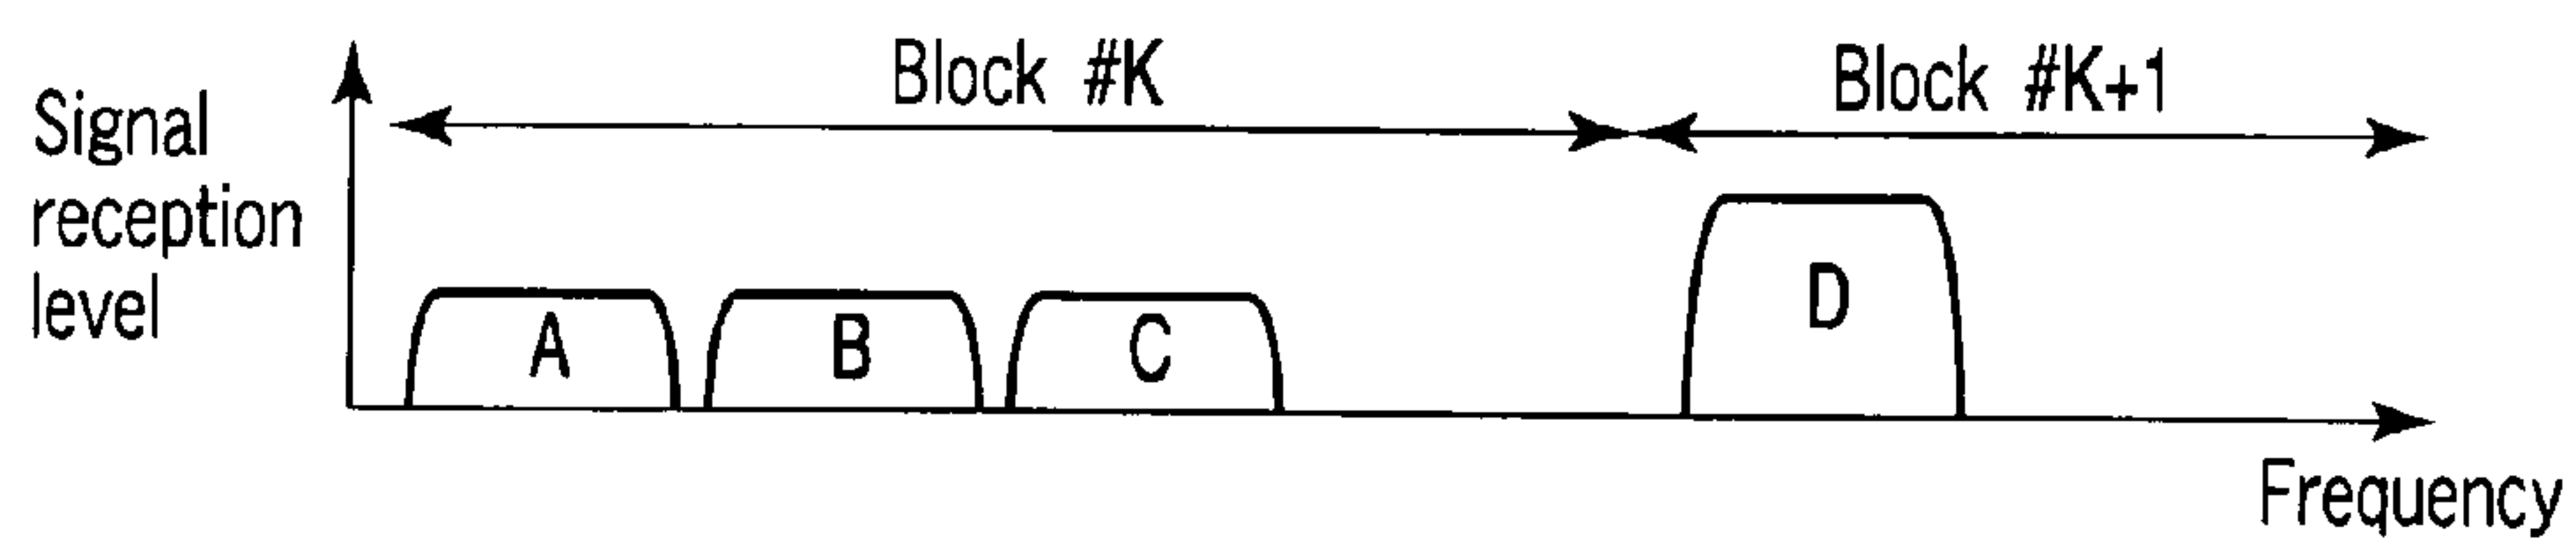 Block #K
Block #K+1
Signal
reception
level
A
B
C
D
Frequency